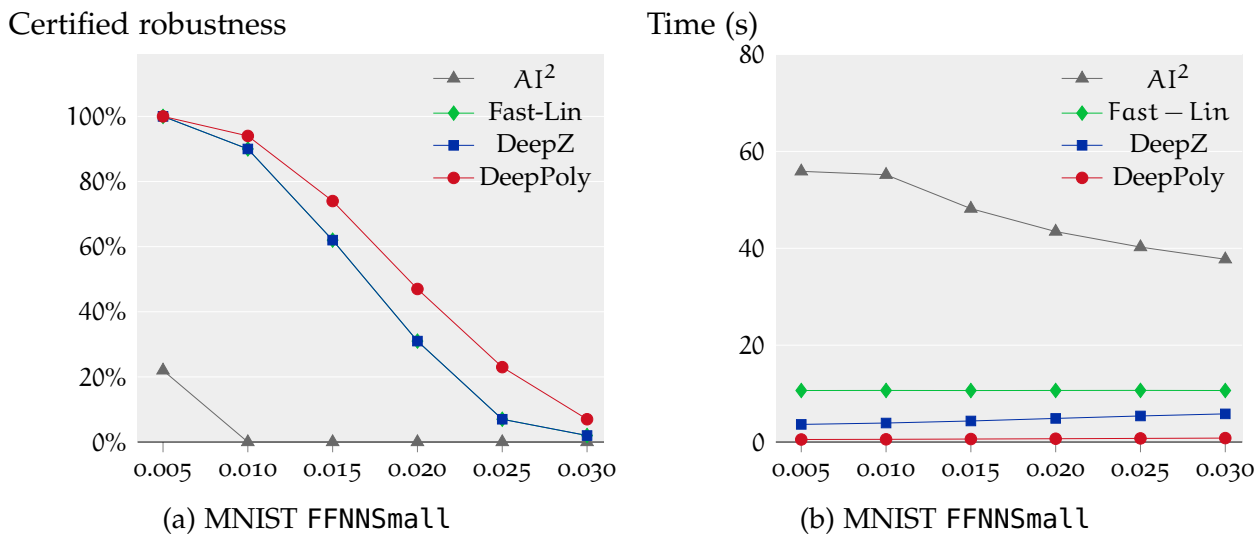 Certified robustness
100%
80%
60%
40%
20%
0%
0.005 0.010 0.015 0.020 0.025 0.030
AI²
Fast-Lin
DeepZ
DeepPoly
(a) MNIST FFNNSmall
Time (s)
80
60
40
20
0
0.005 0.010 0.015 0.020 0.025 0.030
AI²
Fast − Lin
DeepZ
DeepPoly
(b) MNIST FFNNSmall